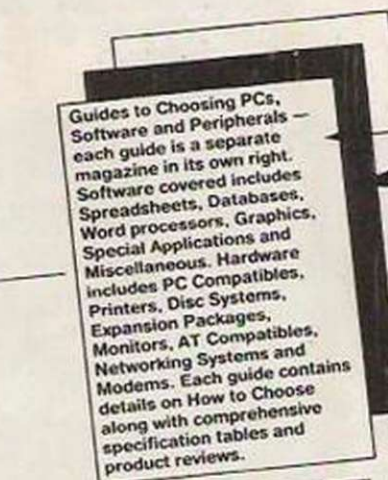 Guides to Choosing PCs,
Software and Peripherals —
each guide is a separate
magazine in its own right.
Software covered includes
Spreadsheets, Databases,
Word processors, Graphics,
Special Applications and
Miscellaneous. Hardware
includes PC Compatibles,
Printers, Disc Systems,
Expansion Packages,
Monitors, AT Compatibles,
Networking Systems and
Modems. Each guide contains
details on How to Choose
along with comprehensive
specification tables and
product reviews.